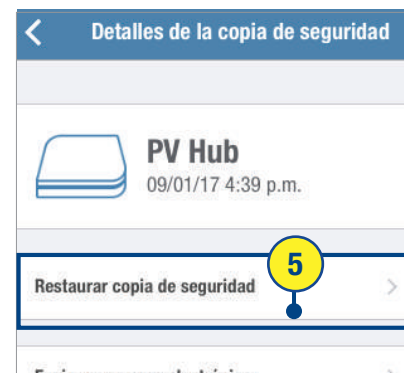 Detalles de la copia de seguridad
PV Hub
09/01/17 4:39 p.m.
5
Restaurar copia de seguridad